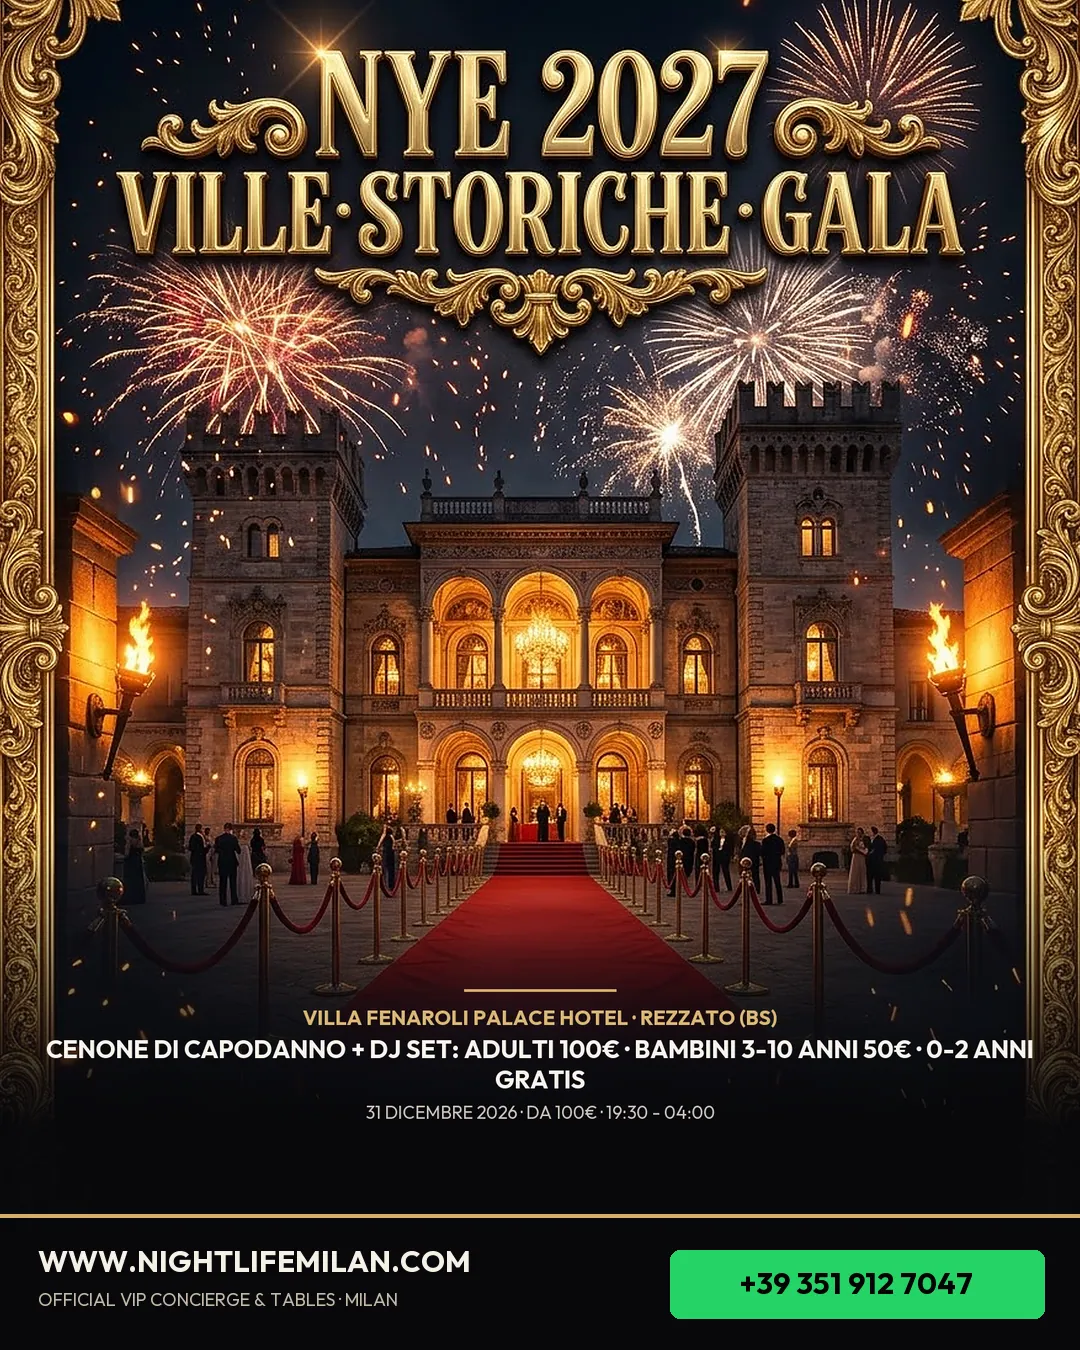 NYE 2027
VILLE·STORICHE·GALA
VILLA FENAROLI PALACE HOTEL · REZZATO (BS)
CENONE DI CAPODANNO + DJ SET: ADULTI 100€ · BAMBINI 3-10 ANNI 50€ · 0-2 ANNI
GRATIS
31 DICEMBRE 2026 · DA 100€ · 19:30 - 04:00
WWW.NIGHTLIFEMILAN.COM
OFFICIAL VIP CONCIERGE & TABLES · MILAN
+39 351 912 7047